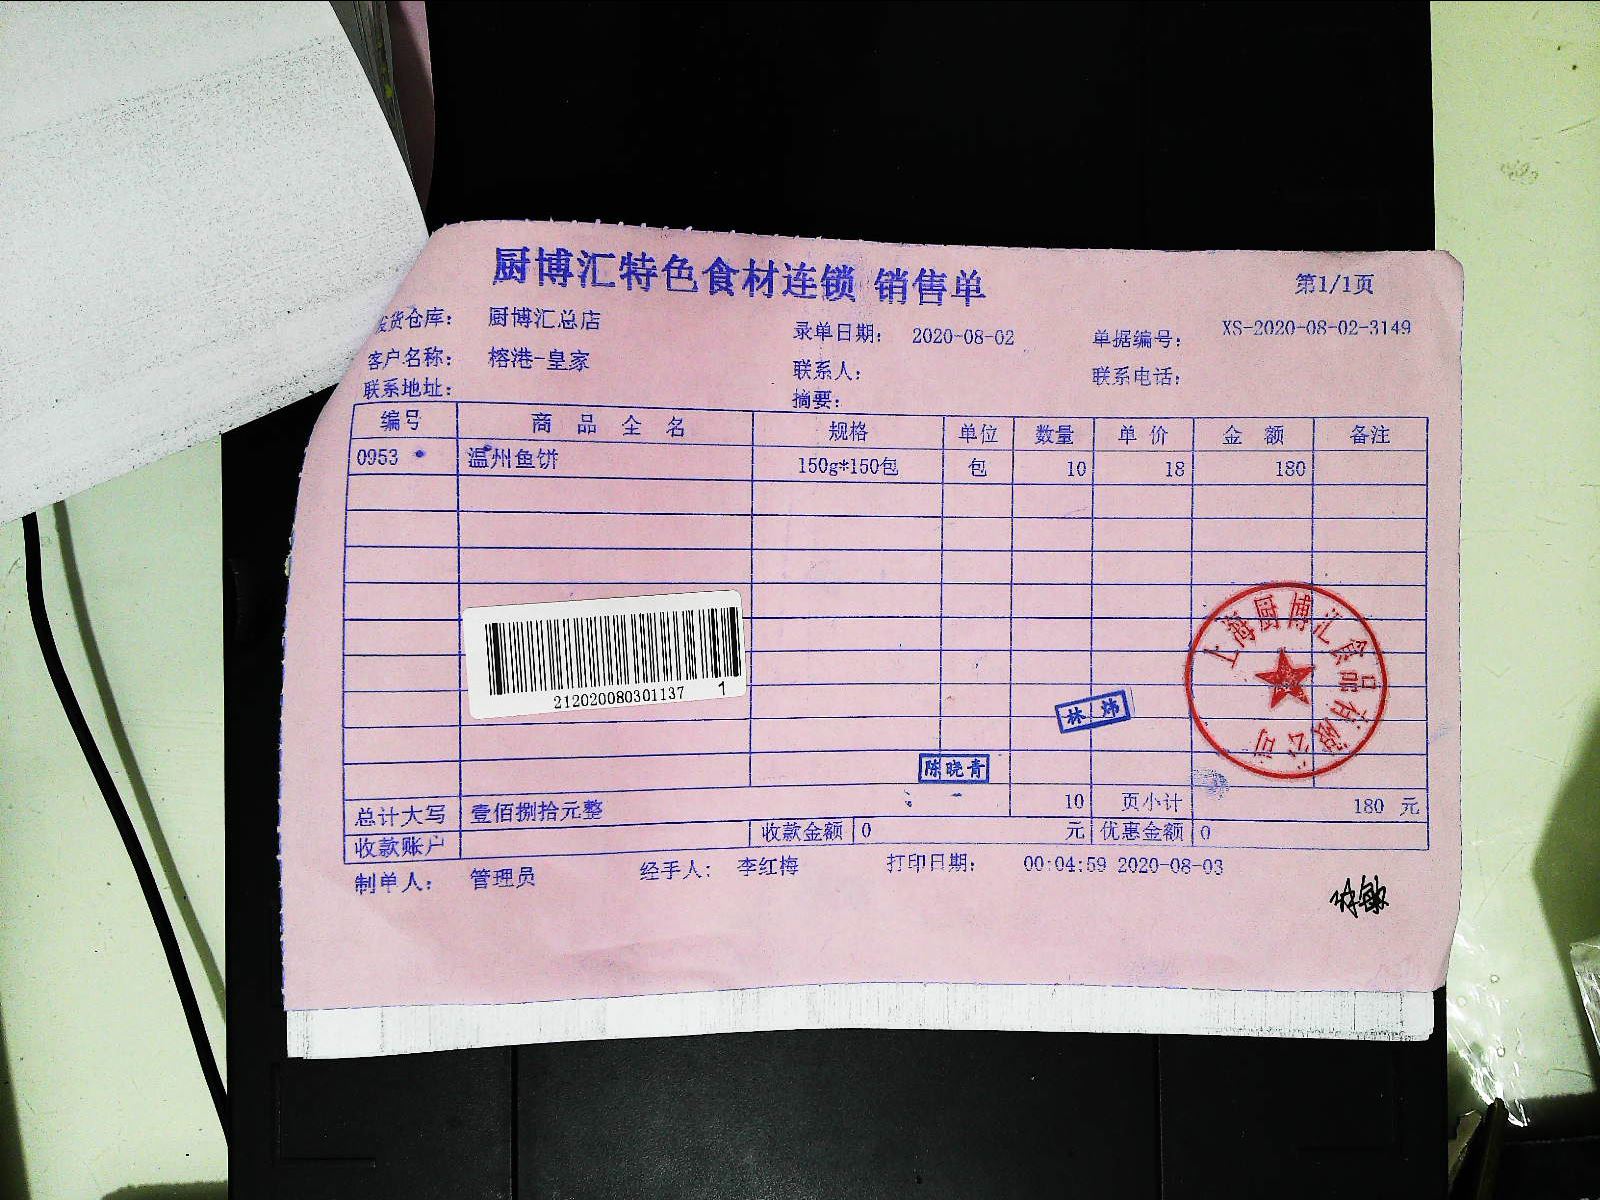 厨博汇特色食材连锁 销售单 第1/1页
发货仓库： 厨博汇总店 录单日期： 2020-08-02 单据编号： XS-2020-08-02-3149
客户名称： 榕港-皇家 联系人： 联系电话：
联系地址： 摘要：
编号 商 品 全 名 规格 单位 数量 单 价 金 额 备注
0953 温州鱼饼 150g*150包 包 10 18 180
212020080301137 1
上海厨博汇食品有限公司
林 炜
陈晓青
总计大写 壹佰捌拾元整 10 页小计 180 元
收款账户 收款金额 0 元 优惠金额 0
制单人： 管理员 经手人： 李红梅 打印日期： 00:04:59 2020-08-03